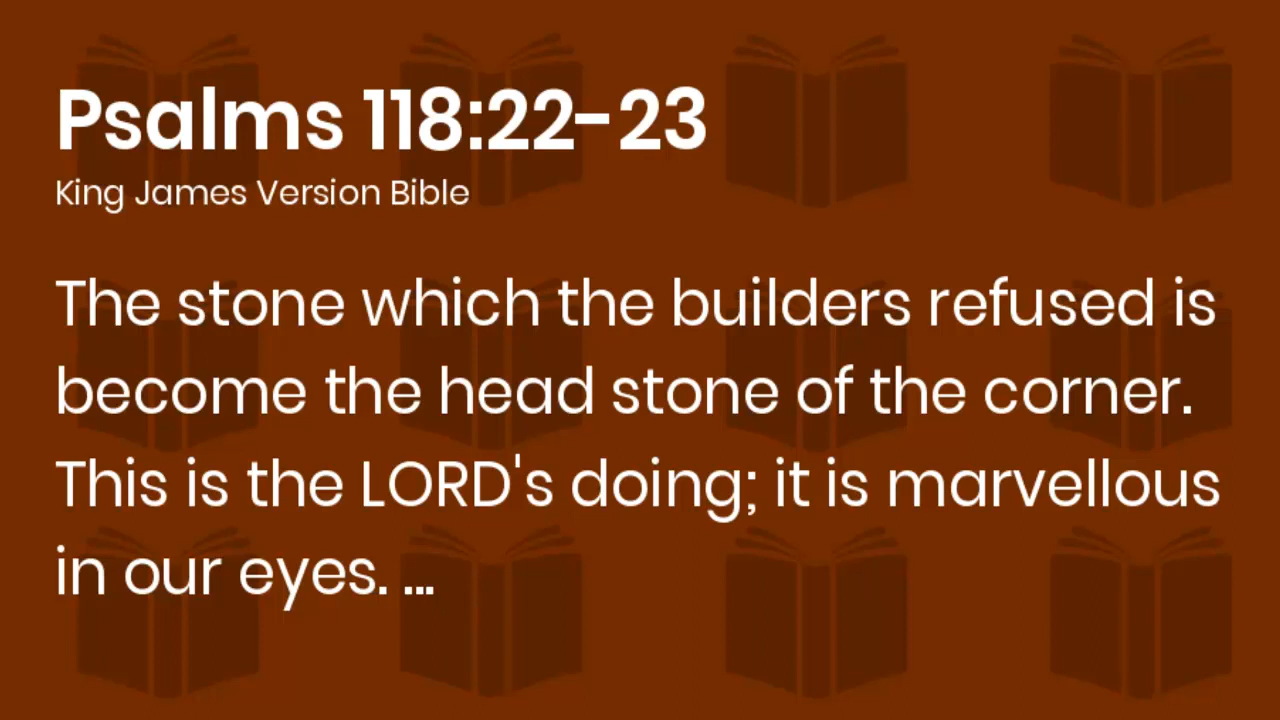 Psalms 118:22-23
King James Version Bible
The stone which the builders refused is
become the head stone of the corner.
This is the LORD's doing; it is marvellous
in our eyes. ...